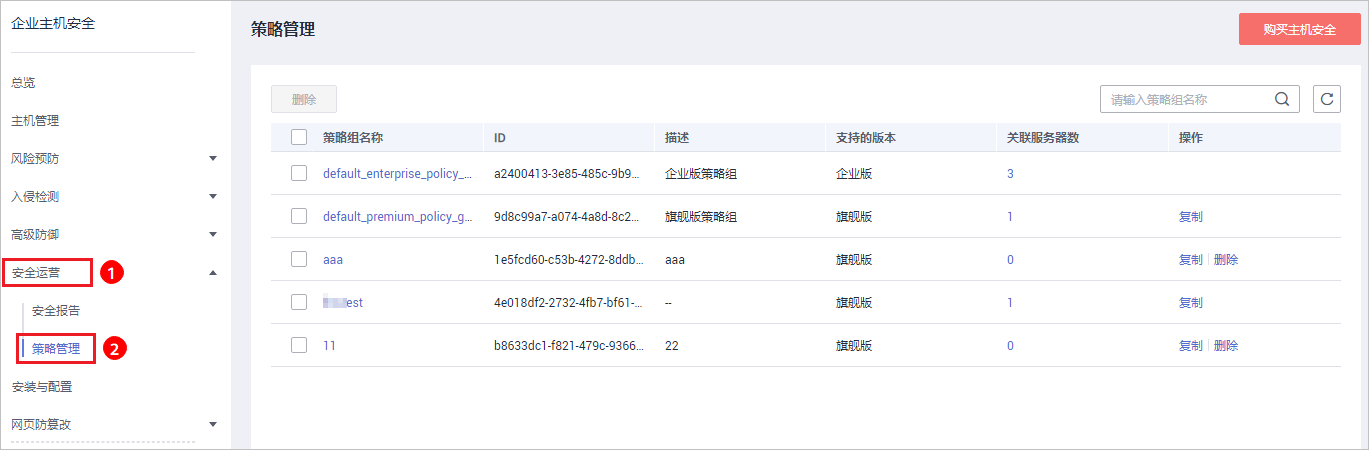 企业主机安全
总览
主机管理
风险预防
入侵检测
高级防御
安全运营 1
安全报告
策略管理 2
安装与配置
网页防篡改
策略管理 购买主机安全
删除 请输入策略组名称
策略组名称 ID 描述 支持的版本 关联服务器数 操作
default_enterprise_policy_... a2400413-3e85-485c-9b9... 企业版策略组 企业版 3
default_premium_policy_g... 9d8c99a7-a074-4a8d-8c2... 旗舰版策略组 旗舰版 1 复制
aaa 1e5fcd60-c53b-4272-8ddb... aaa 旗舰版 0 复制 | 删除
est 4e018df2-2732-4fb7-bf61-... -- 旗舰版 1 复制
11 b8633dc1-f821-479c-9366... 22 旗舰版 0 复制 | 删除